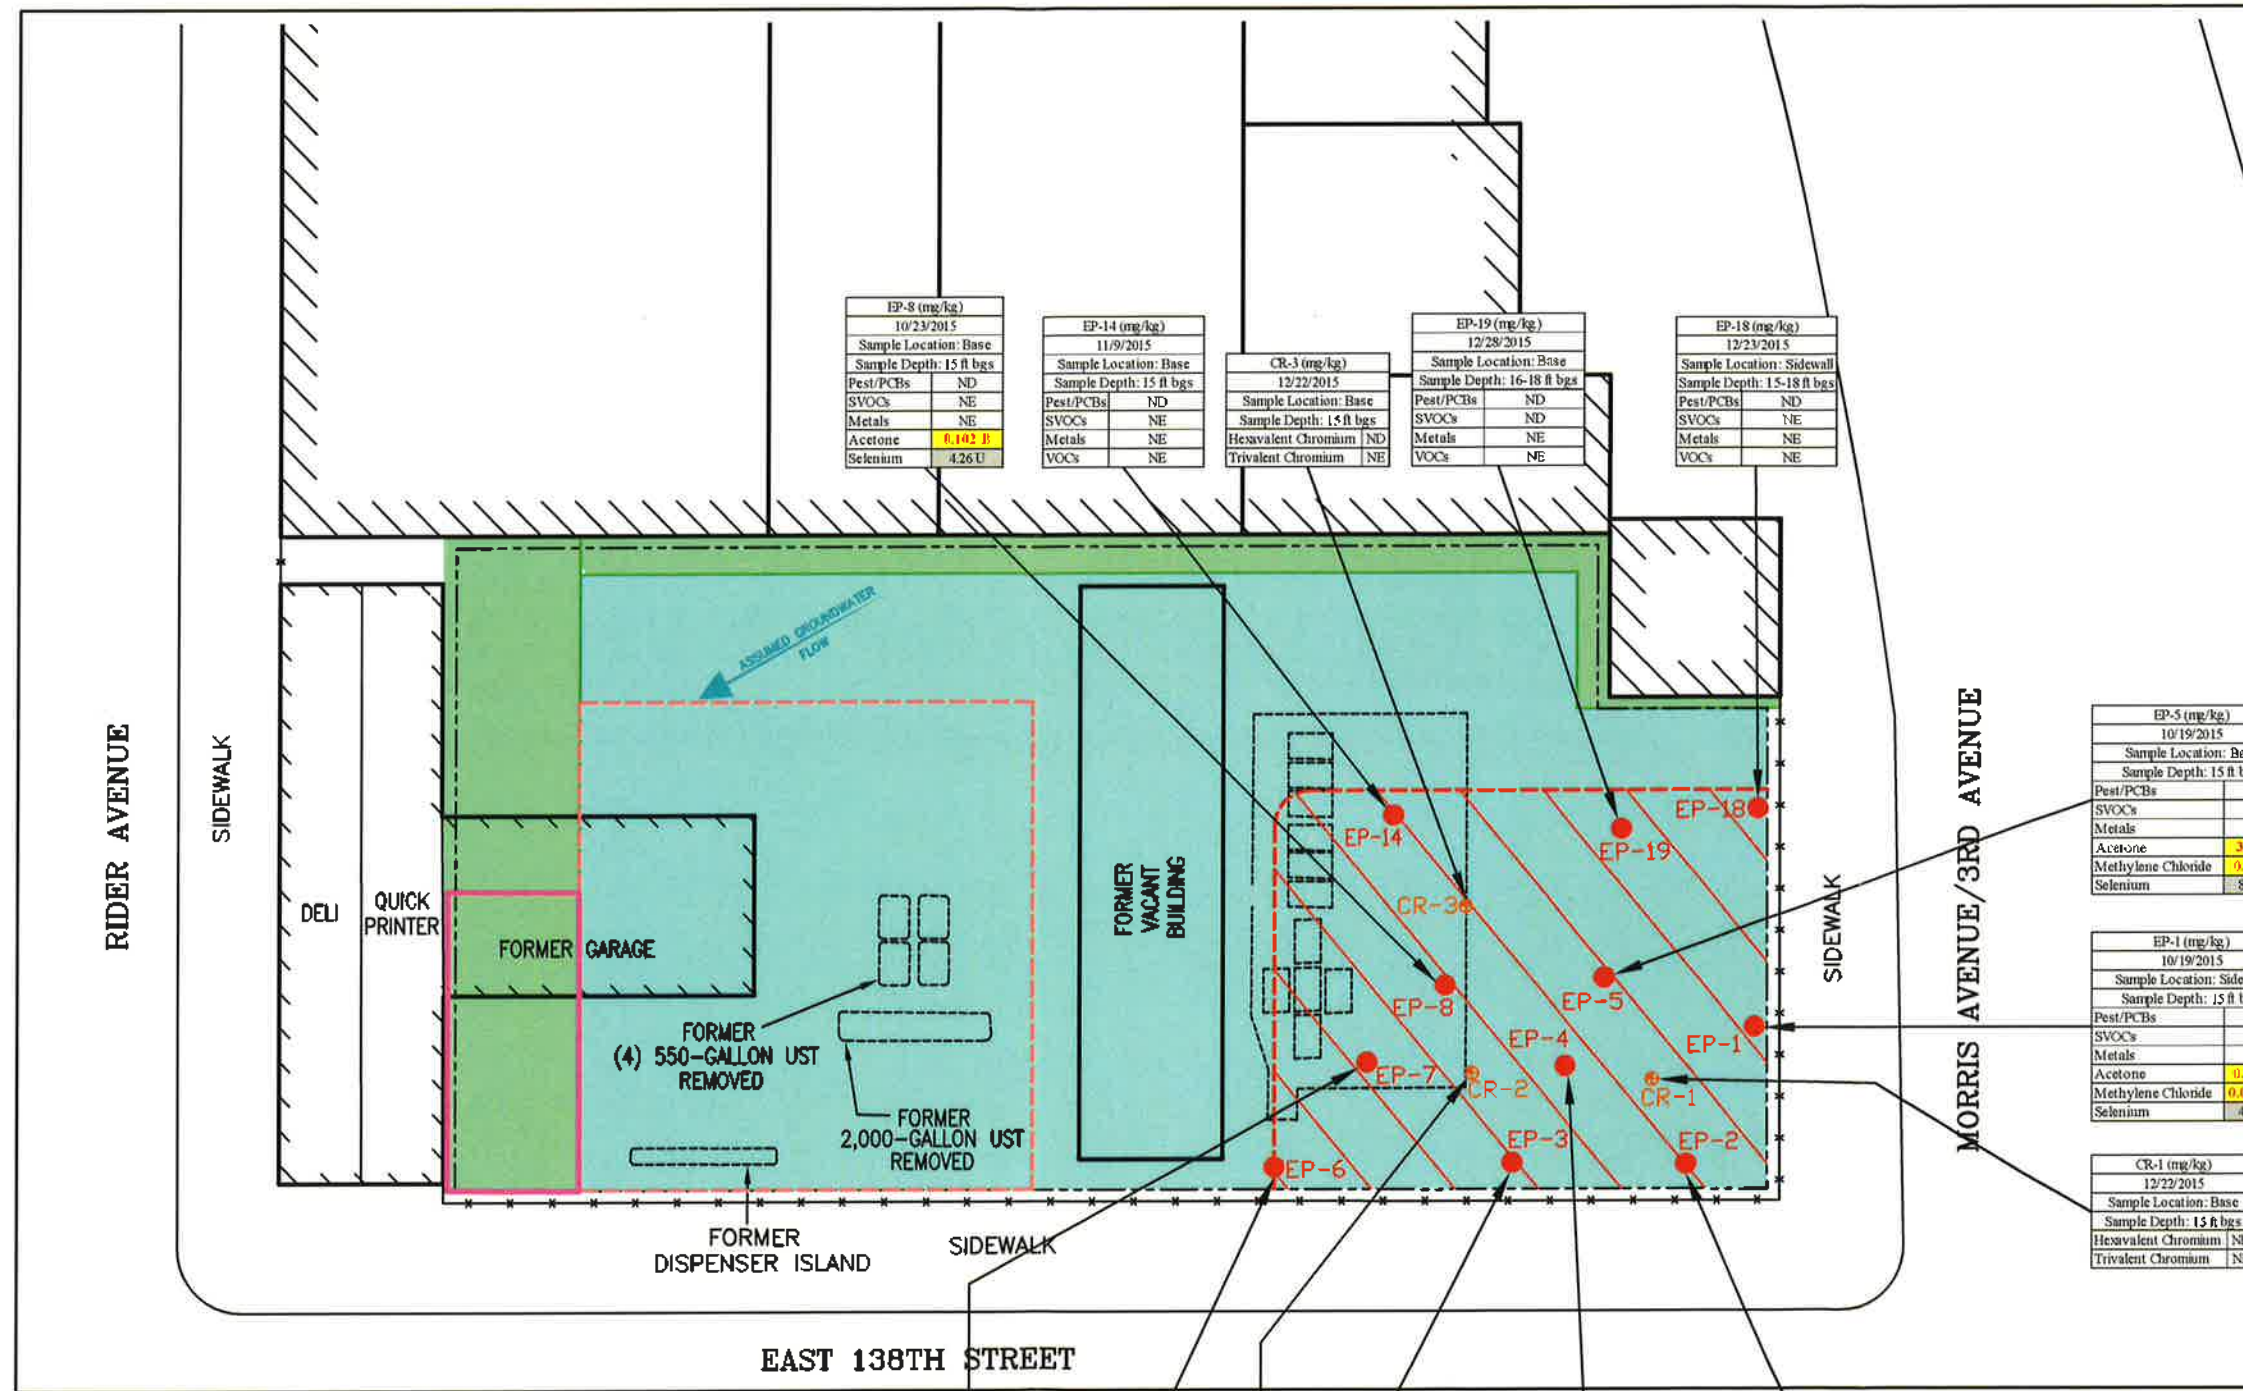 EP-8 (mg/kg)
10/23/2015
Sample Location: Base
Sample Depth: 15 ft bgs
Pest/PCBs ND
SVOCs NE
Metals NE
Acetone 0.102 B
Selenium 4.26 U
EP-14 (mg/kg)
11/9/2015
Sample Location: Base
Sample Depth: 15 ft bgs
Pest/PCBs ND
SVOCs NE
Metals NE
VOCs NE
CR-3 (mg/kg)
12/22/2015
Sample Location: Base
Sample Depth: 15 ft bgs
Hexavalent Chromium ND
Trivalent Chromium NE
EP-19 (mg/kg)
12/28/2015
Sample Location: Base
Sample Depth: 16-18 ft bgs
Pest/PCBs ND
SVOCs ND
Metals NE
VOCs NE
EP-18 (mg/kg)
12/23/2015
Sample Location: Sidewall
Sample Depth: 15-18 ft bgs
Pest/PCBs ND
SVOCs NE
Metals NE
VOCs NE
ASSUMED GROUNDWATER
FLOW
RIDER AVENUE
SIDEWALK
DELI
QUICK
PRINTER
FORMER GARAGE
FORMER
(4) 550-GALLON UST
REMOVED
FORMER
2,000-GALLON UST
REMOVED
FORMER
VACANT
BUILDING
EP-14
EP-19
EP-18
CR-3
EP-8
EP-5
EP-1
EP-4
EP-7
CR-2
CR-1
EP-3
EP-2
EP-6
SIDEWALK
MORRIS AVENUE/3RD AVENUE
EP-5 (mg/kg)
10/19/2015
Sample Location:
Sample Depth: 15 ft
Pest/PCBs
SVOCs
Metals
Acetone
Methylene Chloride
Selenium
EP-1 (mg/kg)
10/19/2015
Sample Location:
Sample Depth: 15 ft
Pest/PCBs
SVOCs
Metals
Acetone
Methylene Chloride
Selenium
CR-1 (mg/kg)
12/22/2015
Sample Location: Base
Sample Depth: 15 ft bgs
Hexavalent Chromium
Trivalent Chromium
FORMER
DISPENSER ISLAND
SIDEWALK
EAST 138TH STREET